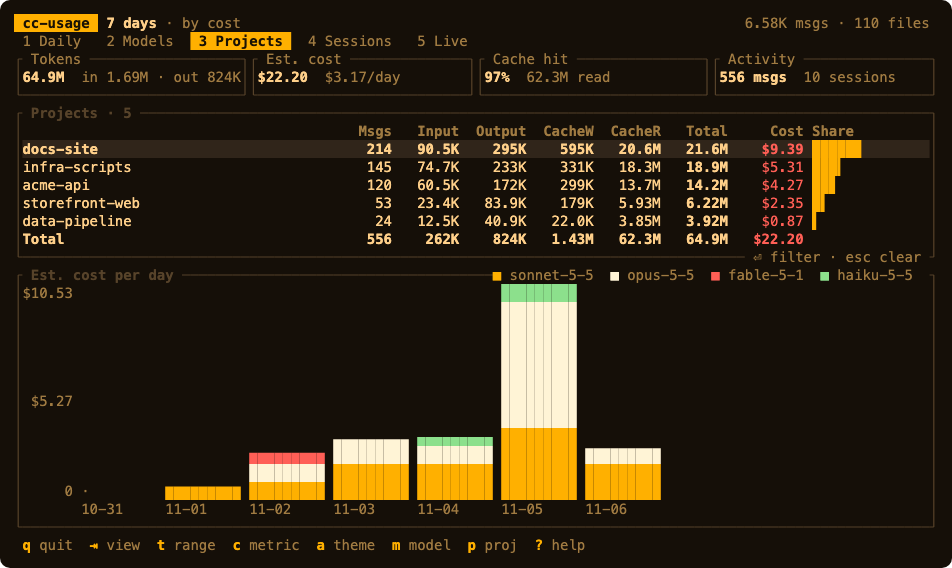 cc-usage 7 days · by cost 6.58K msgs · 110 files
1 Daily 2 Models 3 Projects 4 Sessions 5 Live
Tokens Est. cost Cache hit Activity
64.9M in 1.69M · out 824K $22.20 $3.17/day 97% 62.3M read 556 msgs 10 sessions
Projects · 5
Msgs Input Output CacheW CacheR Total Cost Share
docs-site 214 90.5K 295K 595K 20.6M 21.6M $9.39
infra-scripts 145 74.7K 233K 331K 18.3M 18.9M $5.31
acme-api 120 60.5K 172K 299K 13.7M 14.2M $4.27
storefront-web 53 23.4K 83.9K 179K 5.93M 6.22M $2.35
data-pipeline 24 12.5K 40.9K 22.0K 3.85M 3.92M $0.87
Total 556 262K 824K 1.43M 62.3M 64.9M $22.20
⏎ filter · esc clear
Est. cost per day ■ sonnet-5-5 ■ opus-5-5 ■ fable-5-1 ■ haiku-5-5
$10.53
$5.27
0 ·
10-31 11-01 11-02 11-03 11-04 11-05 11-06
q quit ⇥ view t range c metric a theme m model p proj ? help